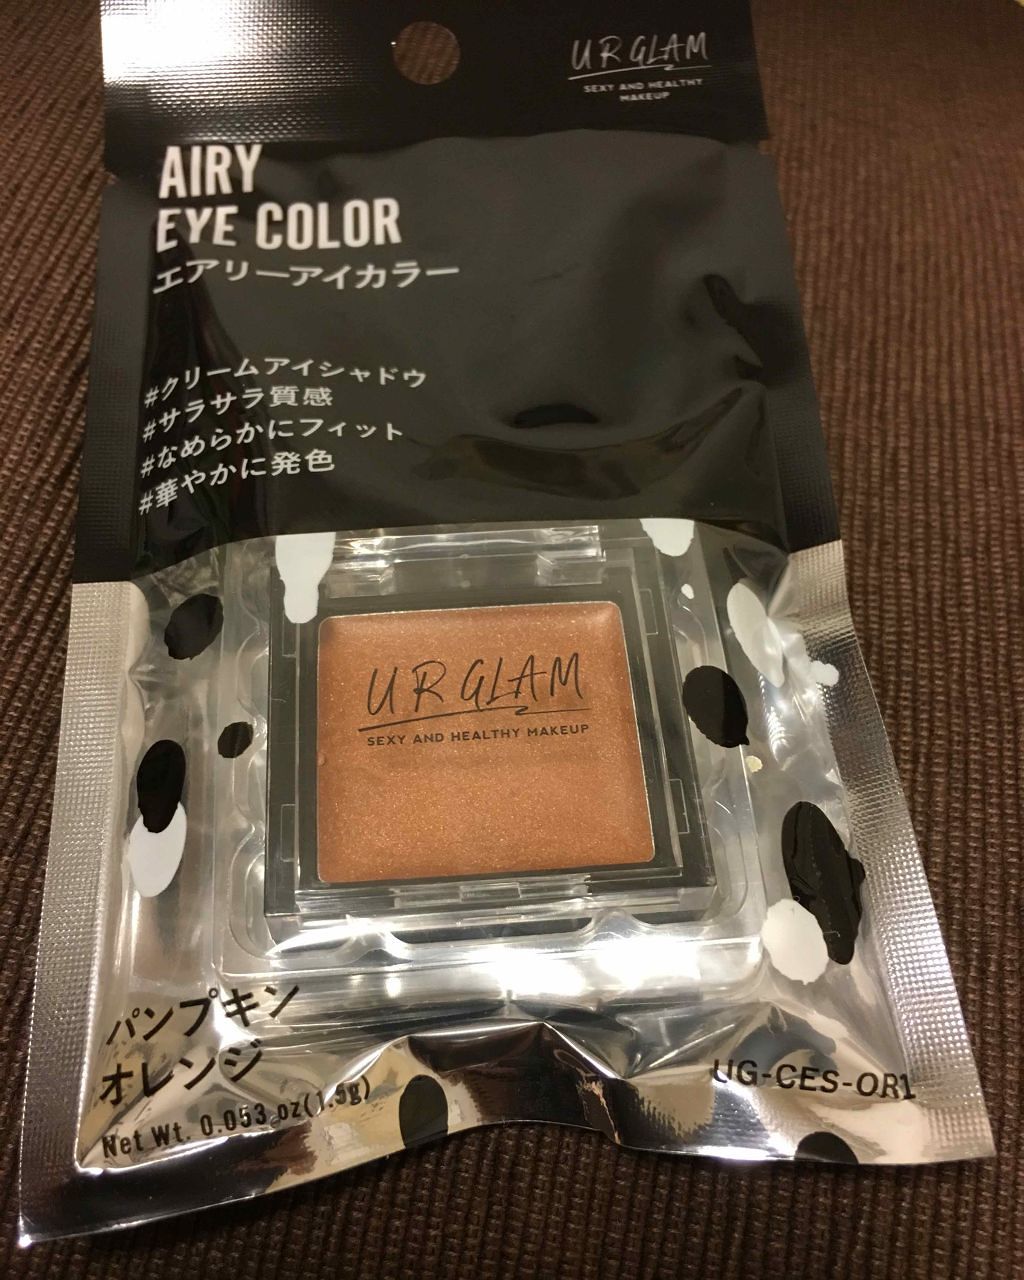 UR GLAM
SEXY AND HEALTHY
MAKEUP
AIRY
EYE COLOR
エアリーアイカラー
#クリームアイシャドウ
#サラサラ質感
#なめらかにフィット
#華やかに発色
UR GLAM
SEXY AND HEALTHY MAKEUP
パンプキン
オレンジ
Net Wt. 0.053 oz(1.5g)
UG-CES-OR1